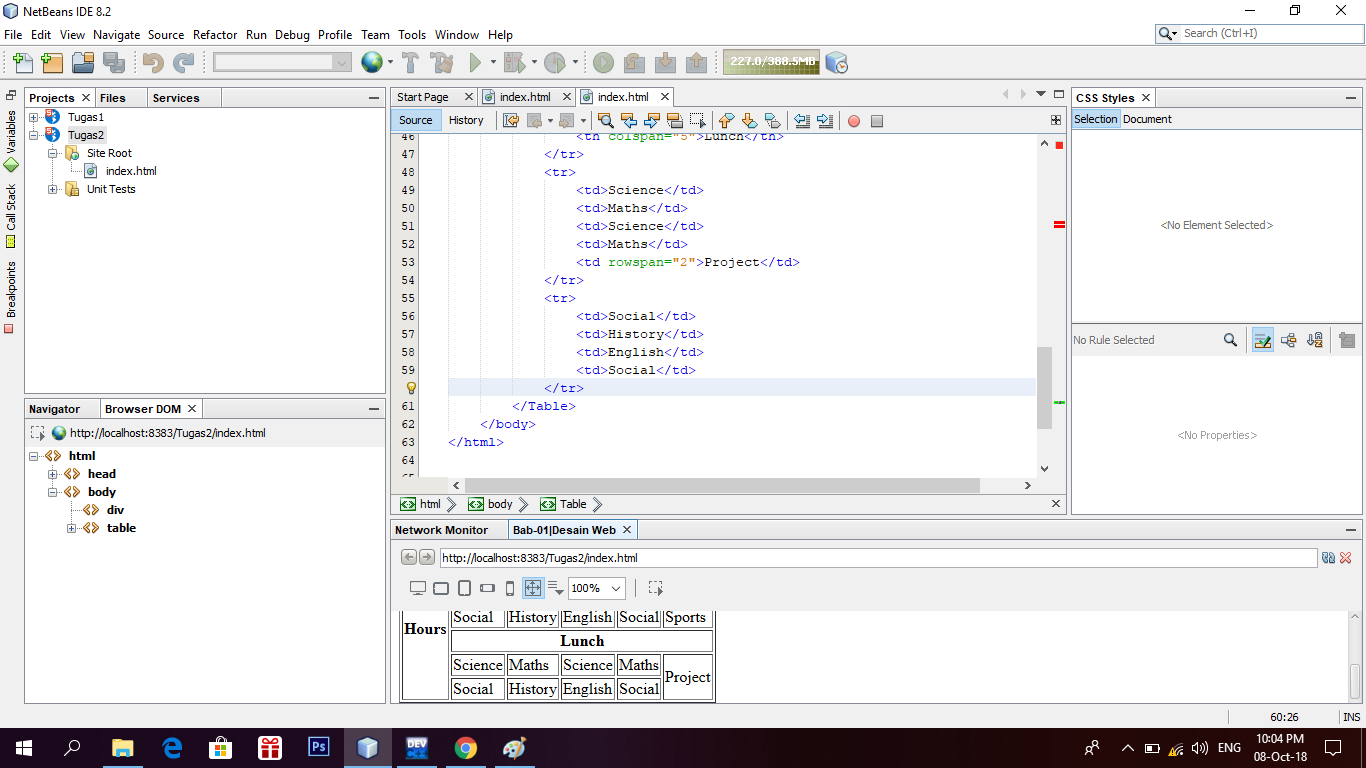 NetBeans IDE 8.2
File Edit View Navigate Source Refactor Run Debug Profile Team Tools Window Help
Search (Ctrl+I)
227.0/388.5MB
Variables
Call Stack
Breakpoints
Projects Files Services
Tugas1
Tugas2
Site Root
index.html
Unit Tests
Navigator Browser DOM
http://localhost:8383/Tugas2/index.html
html
head
body
div
table
Start Page index.html index.html
Source History
46 <th colspan="5">Lunch</th>
47 </tr>
48 <tr>
49 <td>Science</td>
50 <td>Maths</td>
51 <td>Science</td>
52 <td>Maths</td>
53 <td rowspan="2">Project</td>
54 </tr>
55 <tr>
56 <td>Social</td>
57 <td>History</td>
58 <td>English</td>
59 <td>Social</td>
</tr>
61 </Table>
62 </body>
63 </html>
64
html body Table
CSS Styles
Selection Document
<No Element Selected>
No Rule Selected
<No Properties>
Network Monitor Bab-01|Desain Web
http://localhost:8383/Tugas2/index.html
100%
Hours
Social History English Social Sports
Lunch
Science Maths Science Maths Project
Social History English Social
60:26 INS
Ps
DEV
ENG
10:04 PM
08-Oct-18